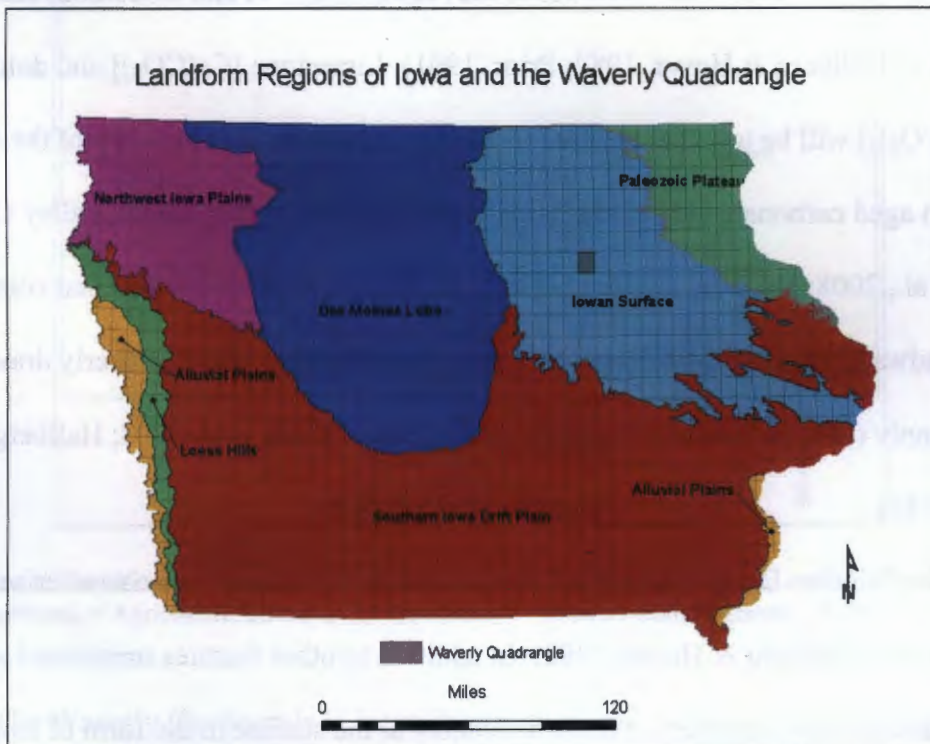 Landform Regions of Iowa and the Waverly Quadrangle
Northwest Iowa Plains
Paleozoic Plateau
Des Moines Lobe
Iowan Surface
Alluvial Plains
Loess Hills
Alluvial Plains
Southern Iowa Drift Plain
N
Waverly Quadrangle
Miles
0
120